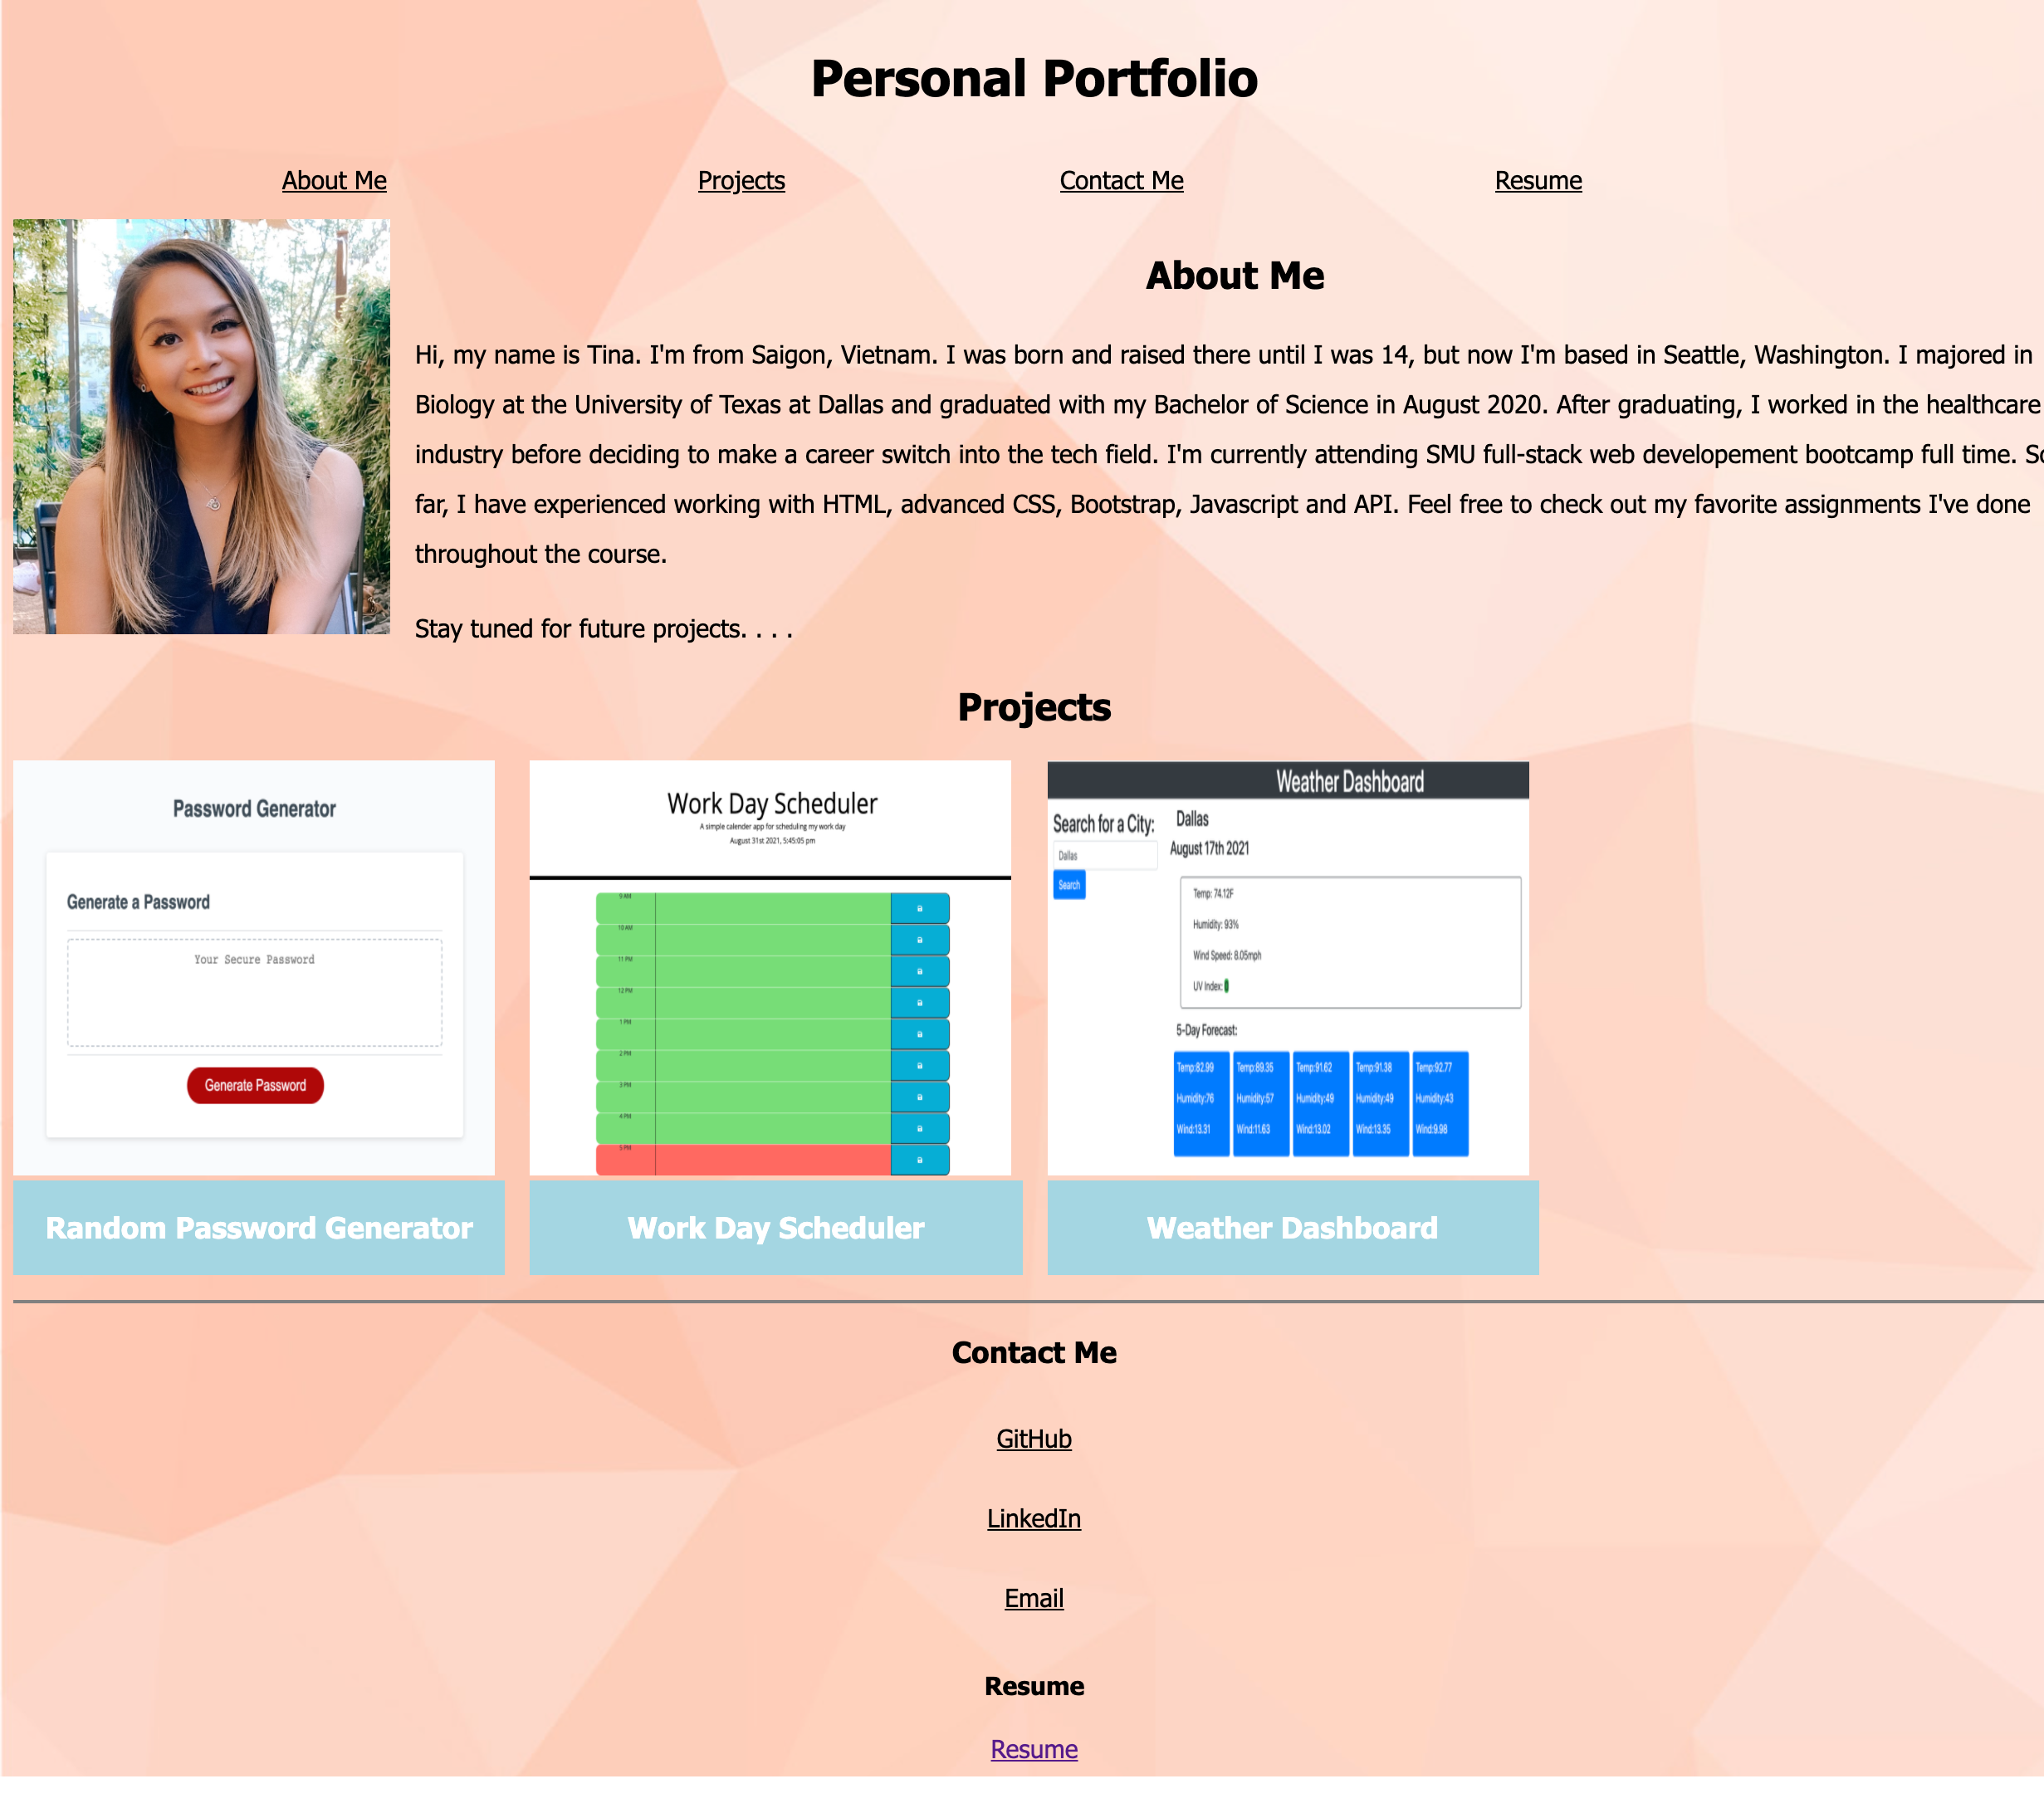 Personal Portfolio
About Me
Projects
Contact Me
Resume
About Me
Hi, my name is Tina. I'm from Saigon, Vietnam. I was born and raised there until I was 14, but now I'm based in Seattle, Washington. I majored in
Biology at the University of Texas at Dallas and graduated with my Bachelor of Science in August 2020. After graduating, I worked in the healthcare
industry before deciding to make a career switch into the tech field. I'm currently attending SMU full-stack web developement bootcamp full time. So
far, I have experienced working with HTML, advanced CSS, Bootstrap, Javascript and API. Feel free to check out my favorite assignments I've done
throughout the course.
Stay tuned for future projects. . . .
Projects
Password Generator
Generate a Password
Your Secure Password
Generate Password
Random Password Generator
Work Day Scheduler
A simple calender app for scheduling my work day
August 31st 2021, 5:45:05 pm
9 AM
10 AM
11 PM
12 PM
1 PM
2 PM
3 PM
4 PM
5 PM
Work Day Scheduler
Weather Dashboard
Search for a City:
Dallas
Search
Dallas
August 17th 2021
Temp: 74.12F
Humidity: 93%
Wind Speed: 8.05mph
UV Index:
5-Day Forecast:
Temp:82.99 Temp:89.35 Temp:91.62 Temp:91.38 Temp:92.77
Humidity:76 Humidity:57 Humidity:49 Humidity:49 Humidity:43
Wind:13.31 Wind:11.63 Wind:13.02 Wind:13.35 Wind:9.98
Weather Dashboard
Contact Me
GitHub
LinkedIn
Email
Resume
Resume